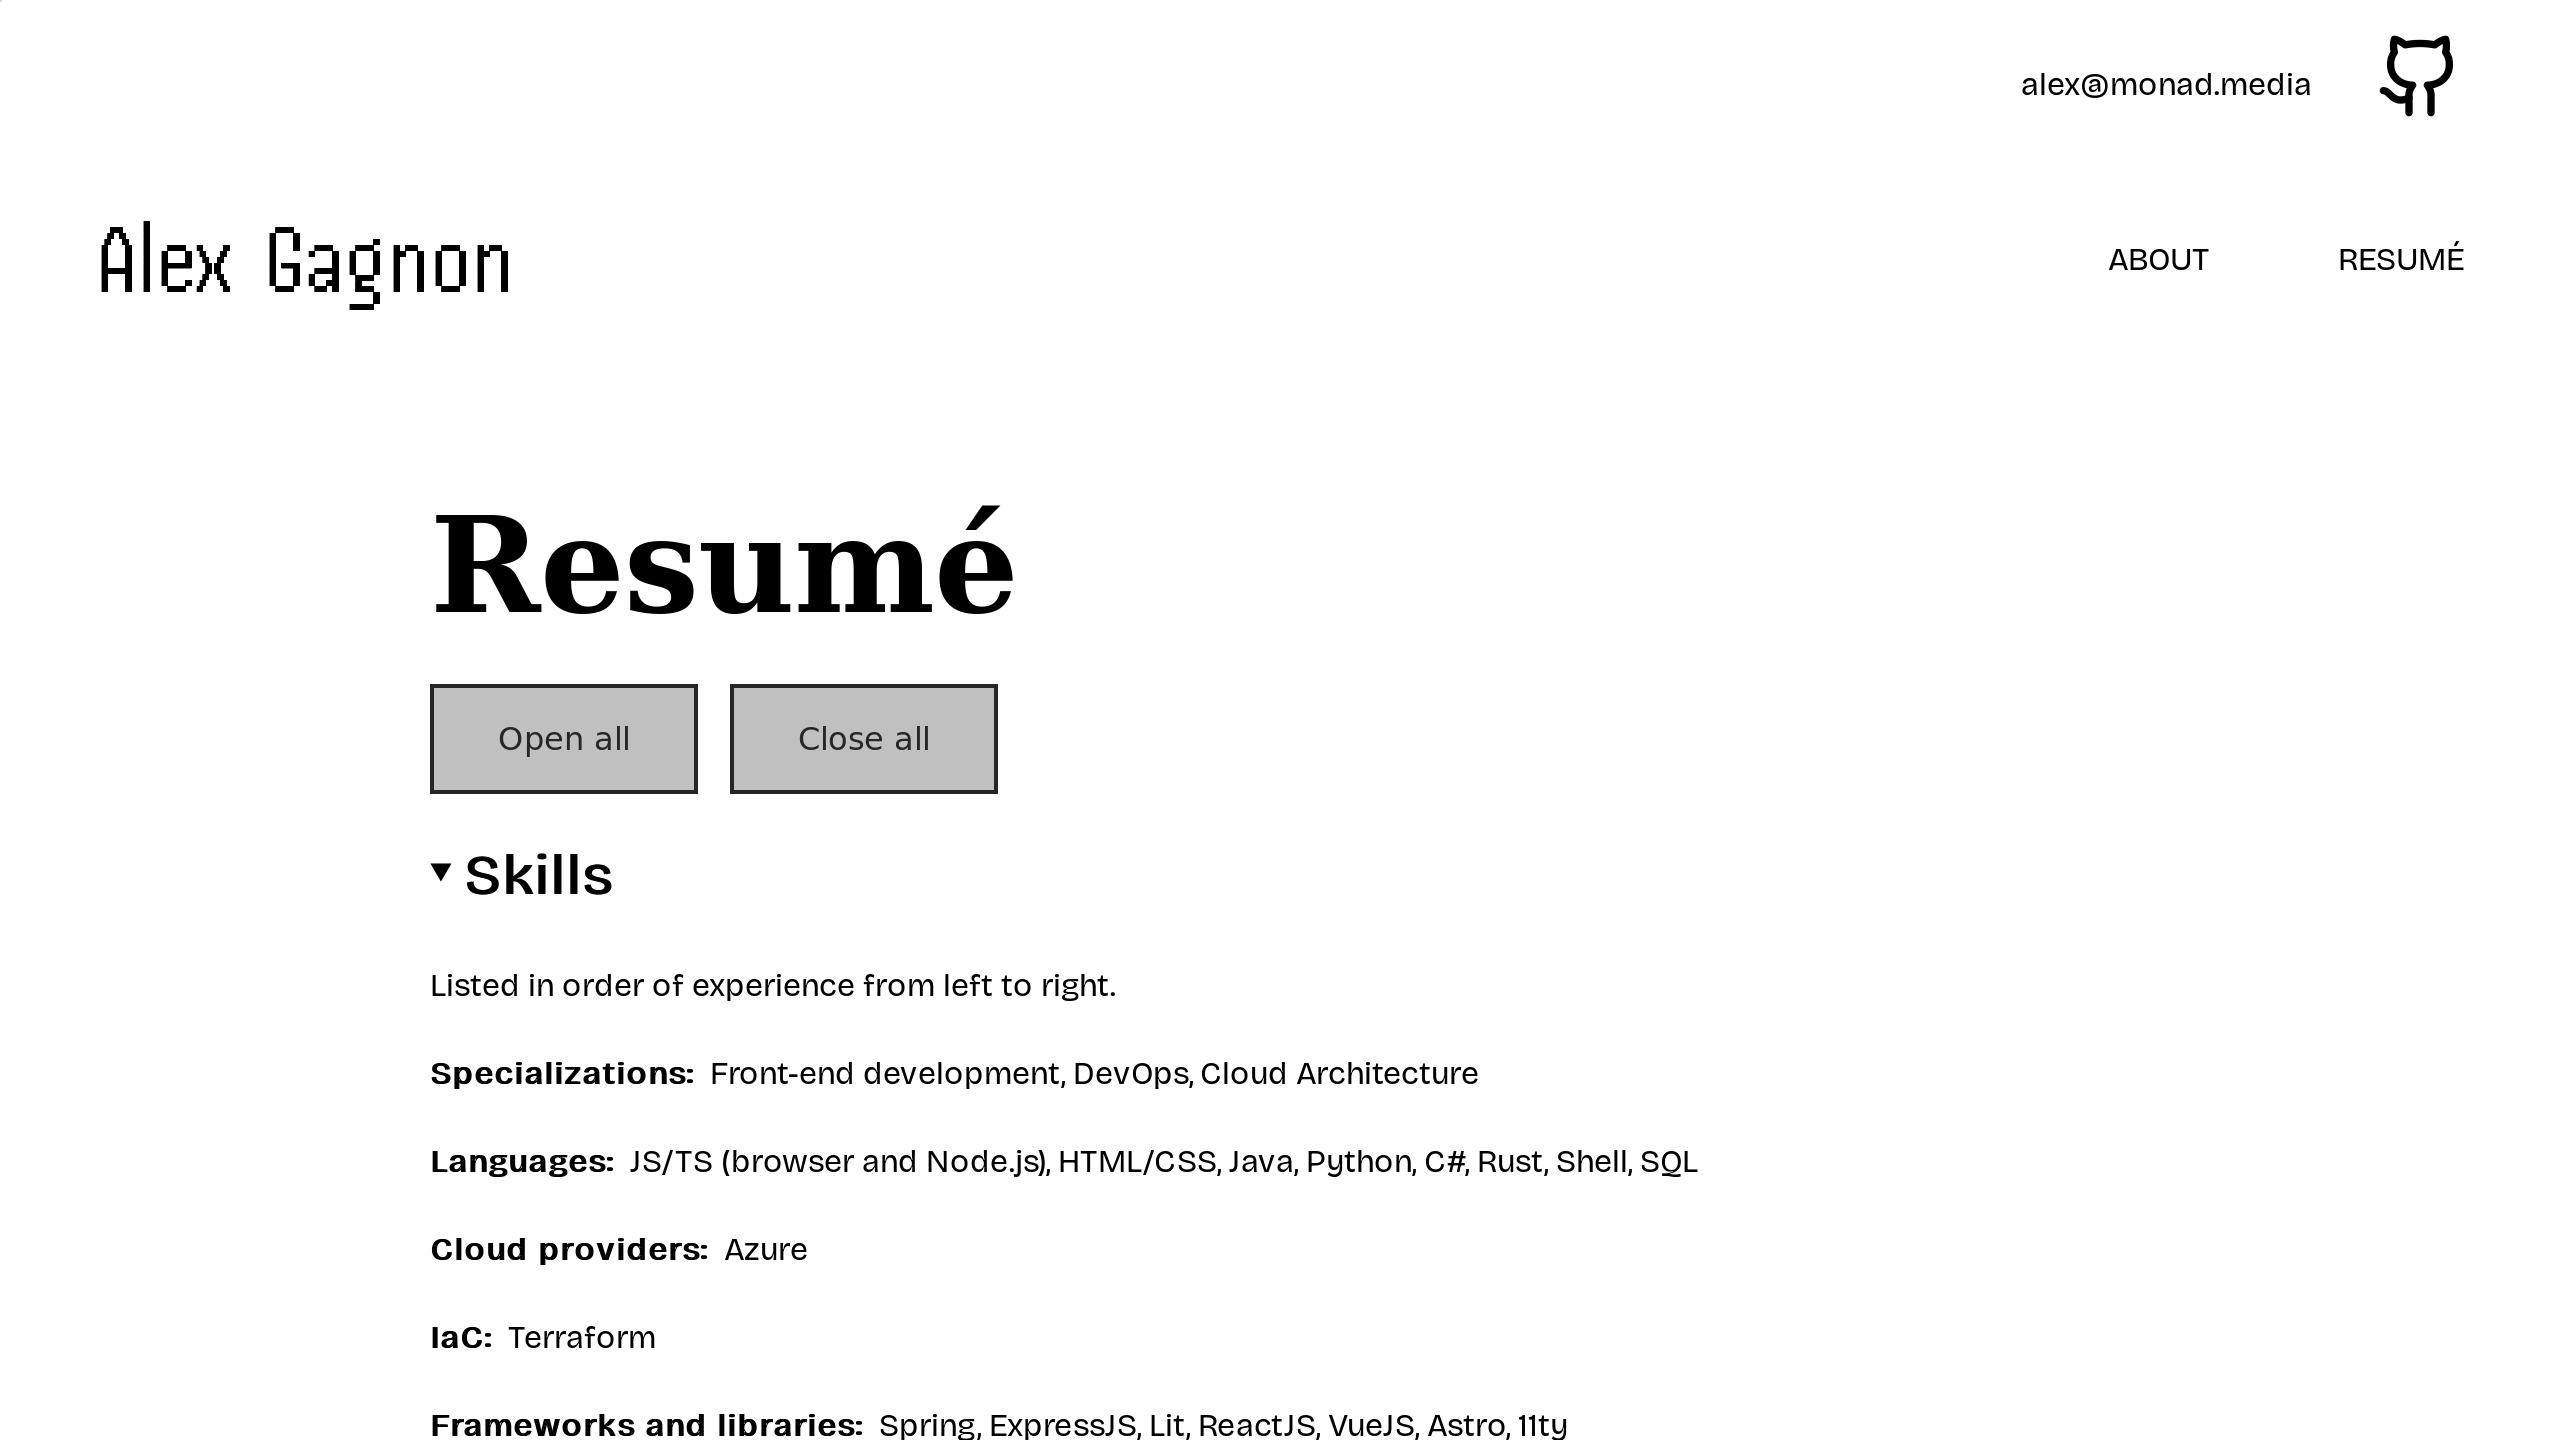 alex@monad.media
Alex Gagnon
ABOUT
RESUMÉ
Resumé
Open all
Close all
Skills
Listed in order of experience from left to right.
Specializations: Front-end development, DevOps, Cloud Architecture
Languages: JS/TS (browser and Node.js), HTML/CSS, Java, Python, C#, Rust, Shell, SQL
Cloud providers: Azure
IaC: Terraform
Frameworks and libraries: Spring, ExpressJS, Lit, ReactJS, VueJS, Astro, 11ty